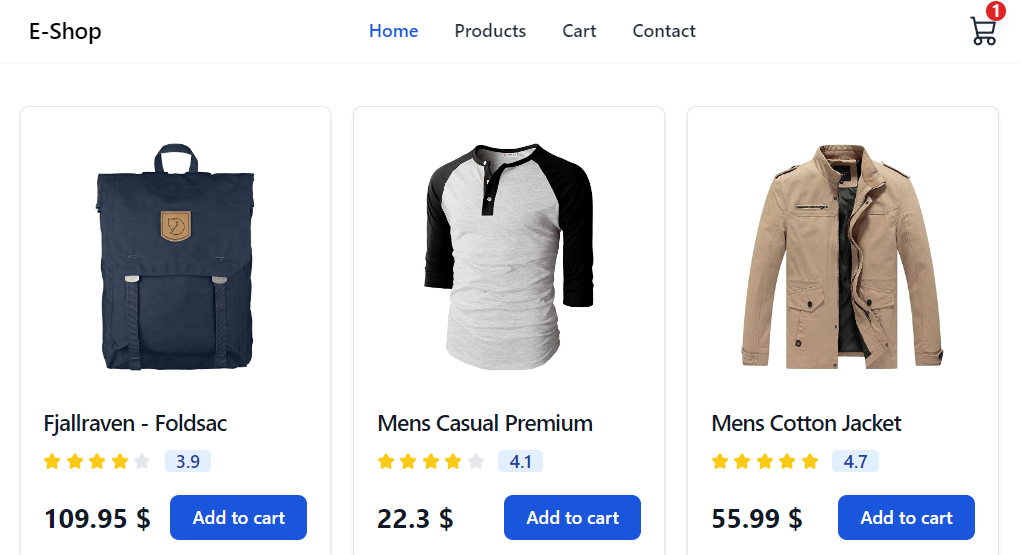 E-Shop
Home Products Cart Contact
1
Fjallraven - Foldsac
3.9
109.95 $
Add to cart
Mens Casual Premium
4.1
22.3 $
Add to cart
Mens Cotton Jacket
4.7
55.99 $
Add to cart